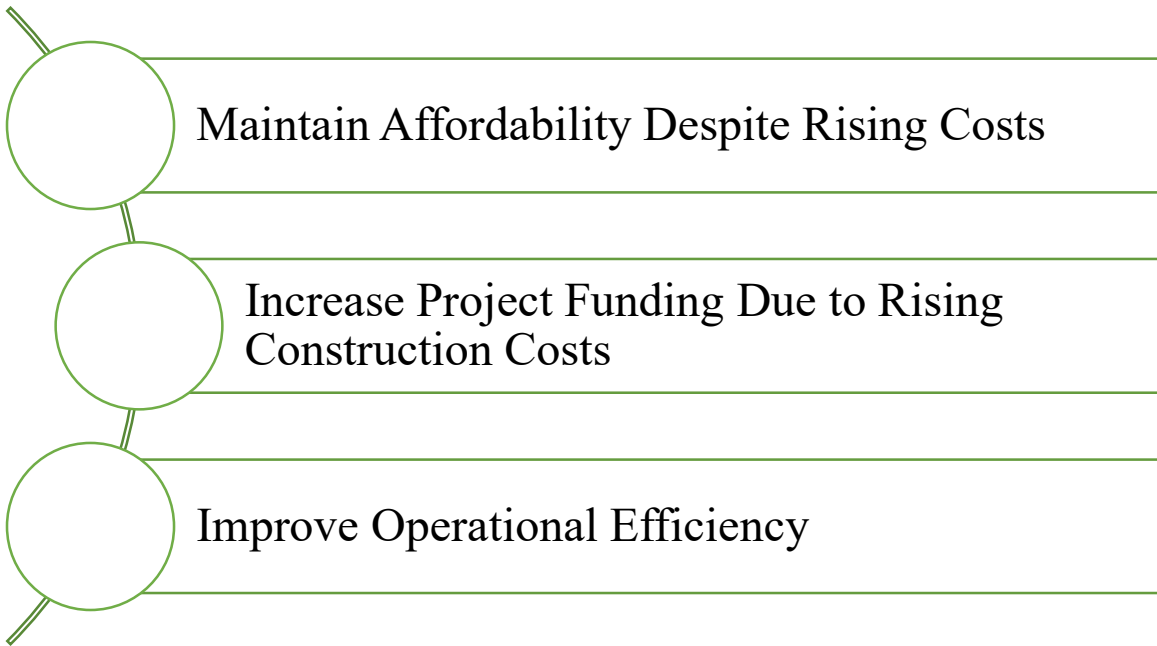 Maintain Affordability Despite Rising Costs
Increase Project Funding Due to Rising
Construction Costs
Improve Operational Efficiency